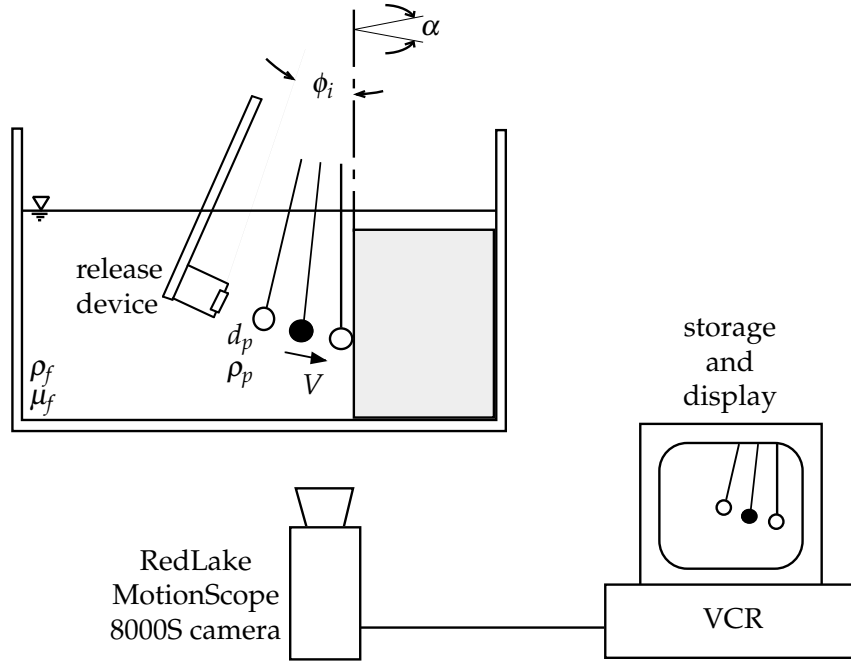 α
ϕi
release
device
dp
ρp
V
ρf
μf
storage
and
display
RedLake
MotionScope
8000S camera
VCR